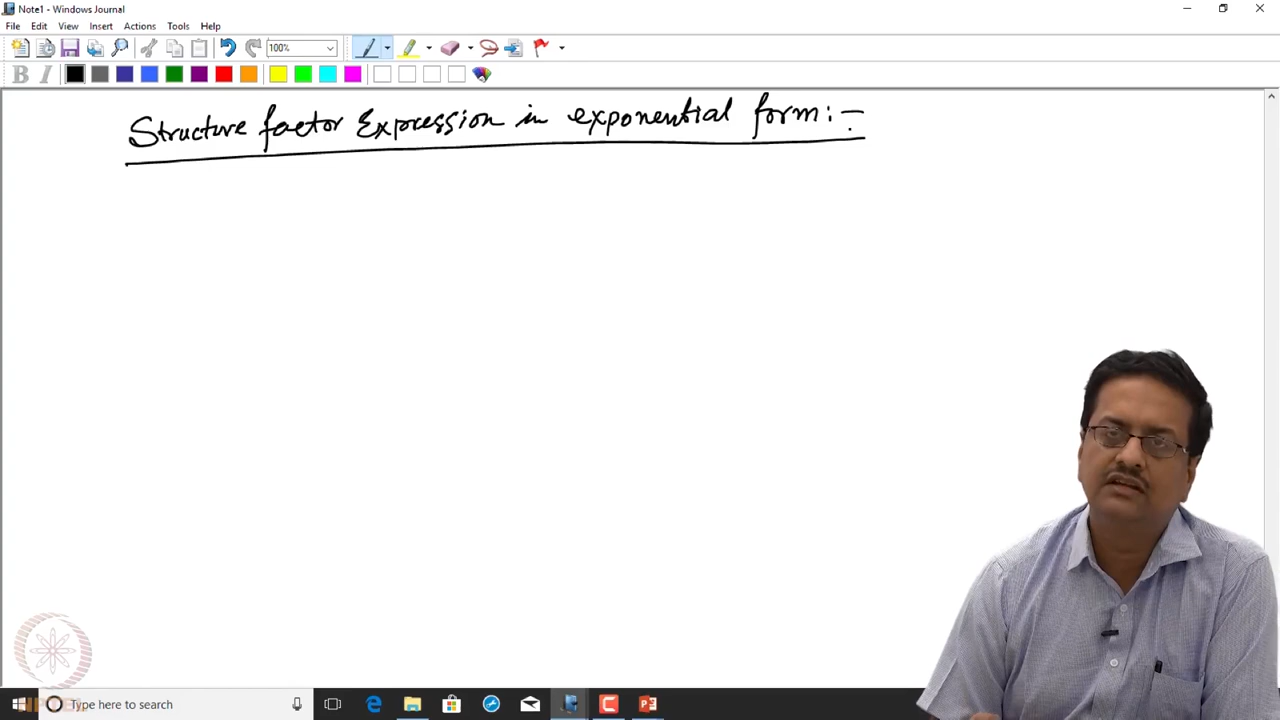 Note1 - Windows Journal
File Edit View Insert Actions Tools Help
100%
B I
Structure factor Expression in exponential form:-
Type here to search